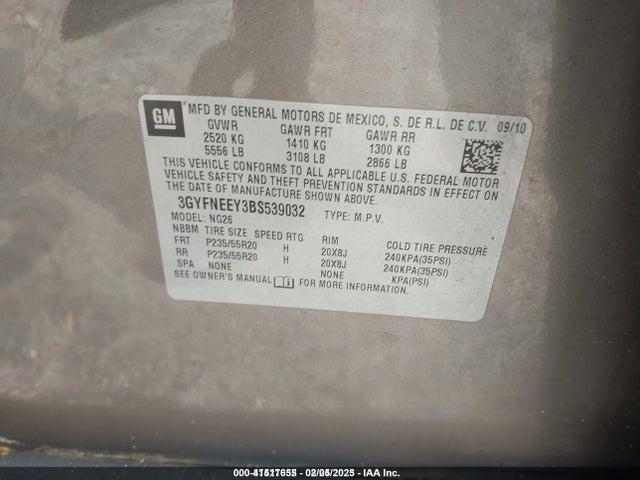 GM
*MFD BY GENERAL MOTORS DE MEXICO, S. DE R.L. DE C.V. 09/10
GVWR GAWR FRT GAWR RR
2520 KG 1410 KG 1300 KG
5556 LB 3108 LB 2866 LB
THIS VEHICLE CONFORMS TO ALL APPLICABLE U.S. FEDERAL MOTOR
VEHICLE SAFETY AND THEFT PREVENTION STANDARDS IN EFFECT ON
THE DATE OF MANUFACTURE SHOWN ABOVE.
3GYFNEEY3BS539032 TYPE: M.P.V.
MODEL: NG26
NBBM TIRE SIZE SPEED RTG RIM COLD TIRE PRESSURE
FRT P235/55R20 H 20X8J 240KPA(35PSI)
RR P235/55R20 H 20X8J 240KPA(35PSI)
SPA NONE NONE KPA(PSI)
SEE OWNER'S MANUAL FOR MORE INFORMATION.
- IAA Inc.